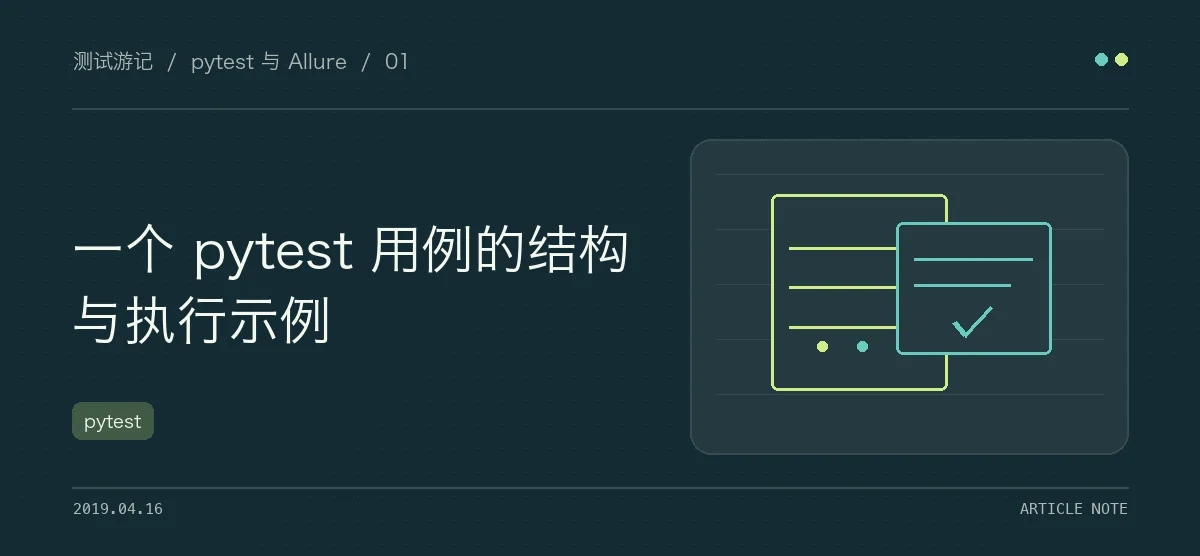 测试游记 / pytest 与 Allure / 01
一个 pytest 用例的结构
与执行示例
pytest
2019.04.16
ARTICLE NOTE